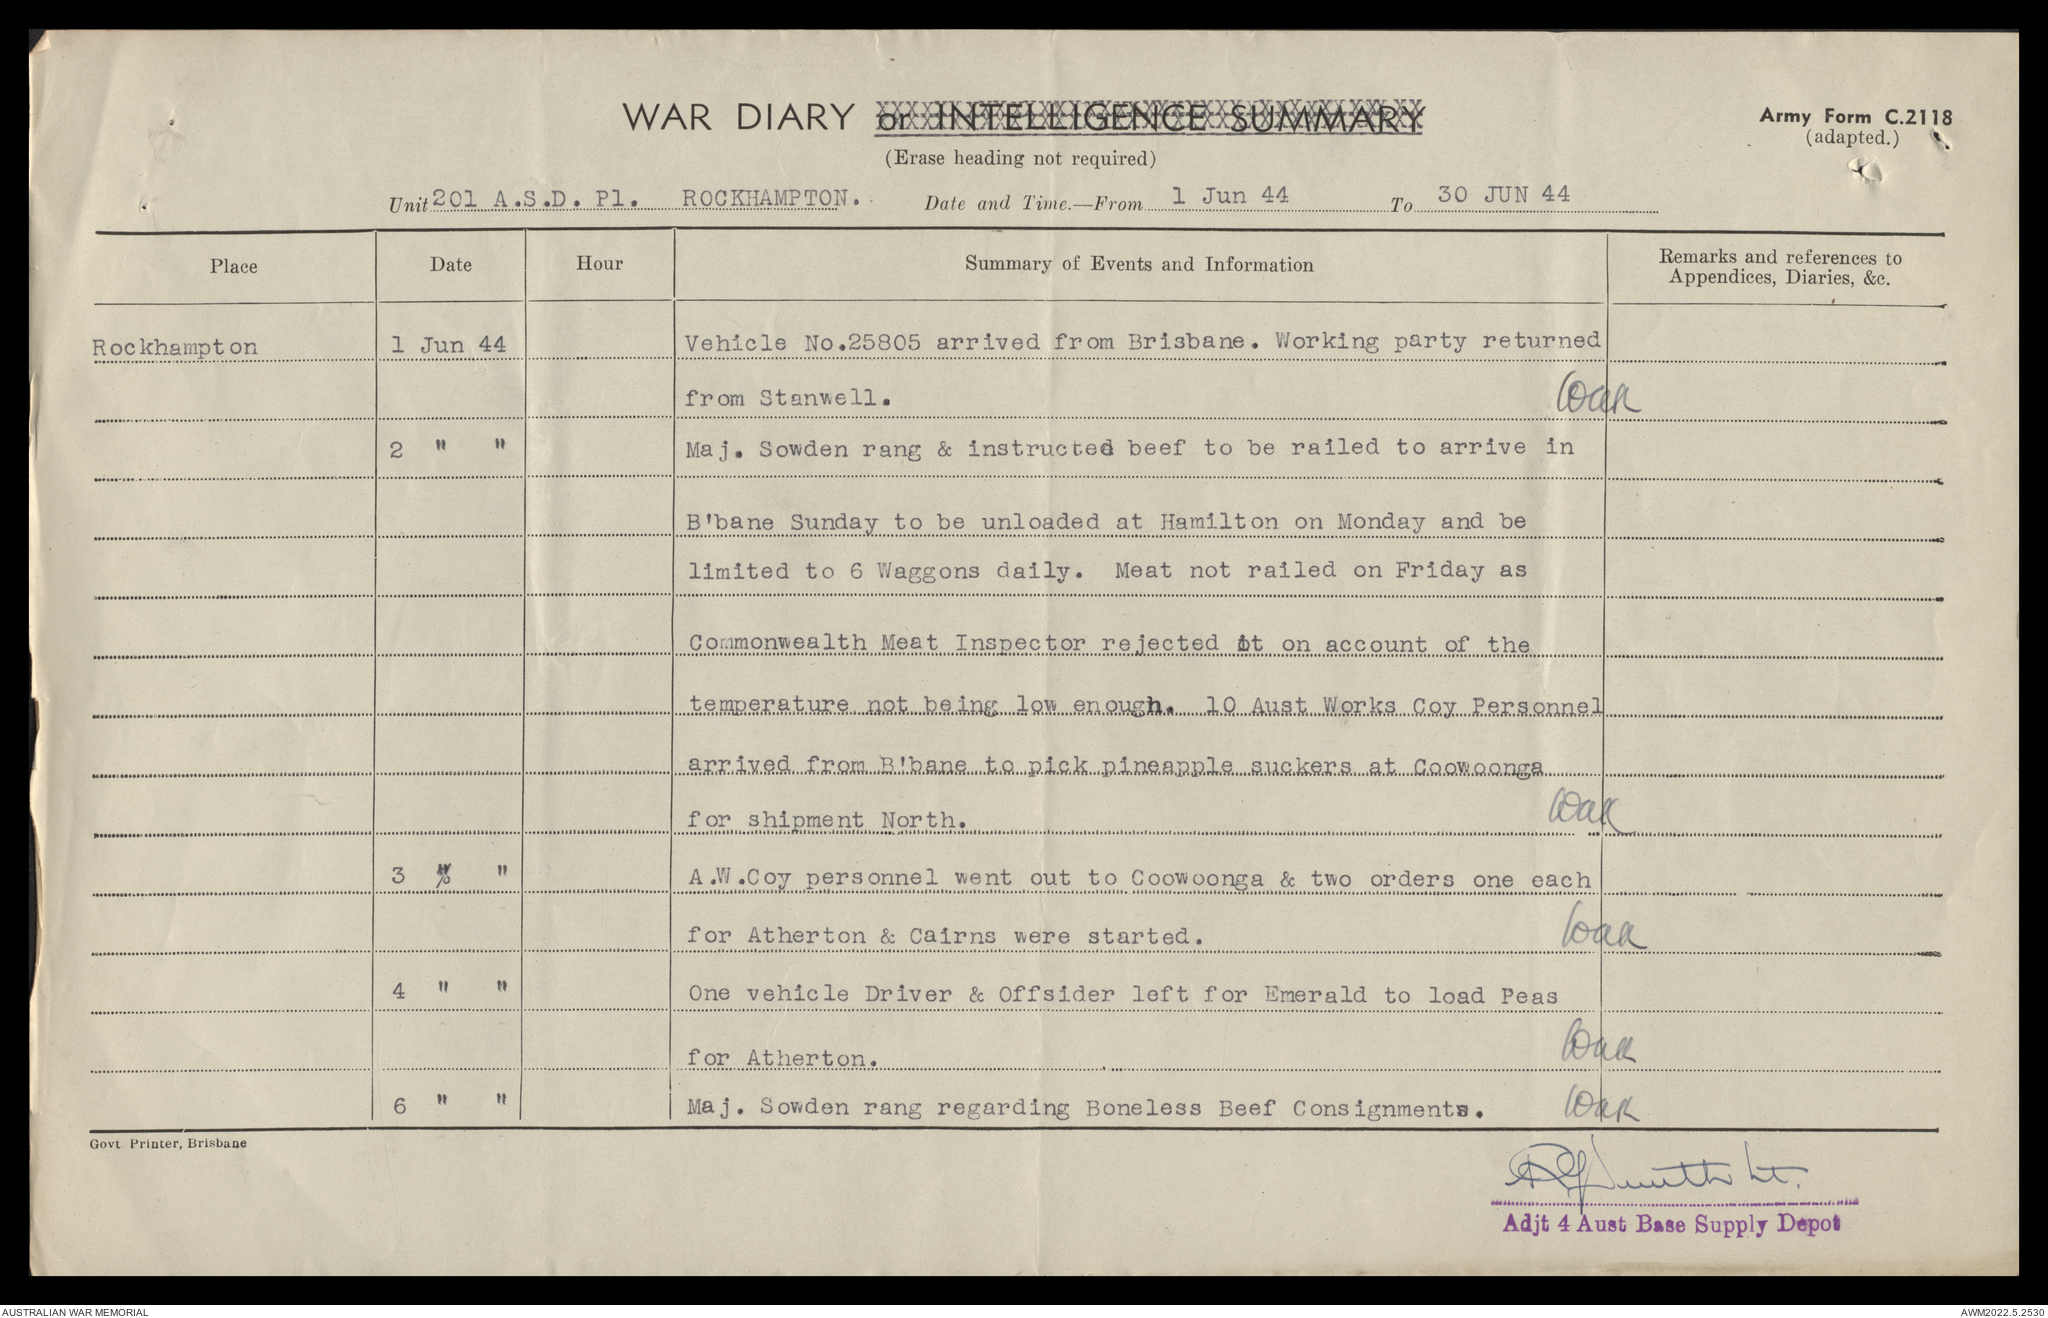 WAR DIARY or INTELLIGENCE SUMMARY
Army Form C.2118
(adapted.)
(Erase heading not required)
Unit 201 A.S.D. Pl. ROCKHAMPTON. Date and Time.—From 1 Jun 44 To 30 JUN 44
Place Date Hour Summary of Events and Information Remarks and references to
Appendices, Diaries, &c.
Rockhampton 1 Jun 44 Vehicle No.25805 arrived from Brisbane. Working party returned
from Stanwell.
2 " " Maj. Sowden rang & instructed beef to be railed to arrive in
B'bane Sunday to be unloaded at Hamilton on Monday and be
limited to 6 Waggons daily. Meat not railed on Friday as
Commonwealth Meat Inspector rejected it on account of the
temperature not being low enough. 10 Aust Works Coy Personnel
arrived from B'bane to pick pineapple suckers at Coowoonga
for shipment North.
3 " " A.W.Coy personnel went out to Coowoonga & two orders one each
for Atherton & Cairns were started.
4 " " One vehicle Driver & Offsider left for Emerald to load Peas
for Atherton.
6 " " Maj. Sowden rang regarding Boneless Beef Consignments.
Govt. Printer, Brisbane
Lt.
Adjt 4 Aust Base Supply Depot
AUSTRALIAN WAR MEMORIAL
AWM2022.5.2530